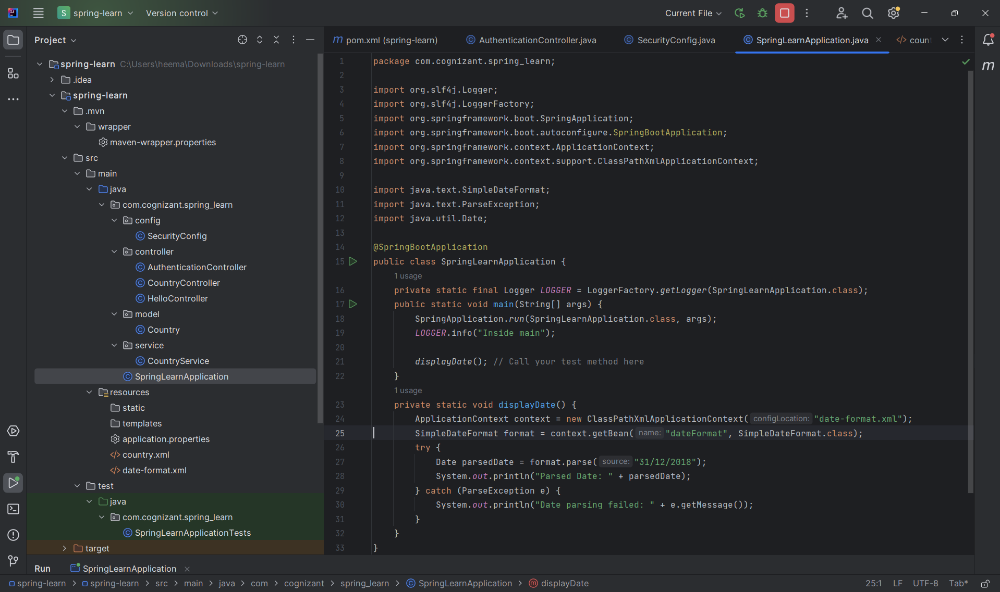 S spring-learn Version control Current File
Project
spring-learn C:\Users\heema\Downloads\spring-learn
.idea
spring-learn
.mvn
wrapper
maven-wrapper.properties
src
main
java
com.cognizant.spring_learn
config
SecurityConfig
controller
AuthenticationController
CountryController
HelloController
model
Country
service
CountryService
SpringLearnApplication
resources
static
templates
application.properties
country.xml
date-format.xml
test
java
com.cognizant.spring_learn
SpringLearnApplicationTests
target
m pom.xml (spring-learn) AuthenticationController.java SecurityConfig.java SpringLearnApplication.java </> coun
1 package com.cognizant.spring_learn;
2
3 import org.slf4j.Logger;
4 import org.slf4j.LoggerFactory;
5 import org.springframework.boot.SpringApplication;
6 import org.springframework.boot.autoconfigure.SpringBootApplication;
7 import org.springframework.context.ApplicationContext;
8 import org.springframework.context.support.ClassPathXmlApplicationContext;
9
10 import java.text.SimpleDateFormat;
11 import java.text.ParseException;
12 import java.util.Date;
13
14 @SpringBootApplication
15 public class SpringLearnApplication {
1 usage
16 private static final Logger LOGGER = LoggerFactory.getLogger(SpringLearnApplication.class);
17 public static void main(String[] args) {
18 SpringApplication.run(SpringLearnApplication.class, args);
19 LOGGER.info("Inside main");
20
21 displayDate(); // Call your test method here
22 }
1 usage
23 private static void displayDate() {
24 ApplicationContext context = new ClassPathXmlApplicationContext( configLocation: "date-format.xml");
25 SimpleDateFormat format = context.getBean( name: "dateFormat", SimpleDateFormat.class);
26 try {
27 Date parsedDate = format.parse( source: "31/12/2018");
28 System.out.println("Parsed Date: " + parsedDate);
29 } catch (ParseException e) {
30 System.out.println("Date parsing failed: " + e.getMessage());
31 }
32 }
33 }
Run SpringLearnApplication
spring-learn > spring-learn > src > main > java > com > cognizant > spring_learn > SpringLearnApplication > displayDate 25:1 LF UTF-8 Tab*